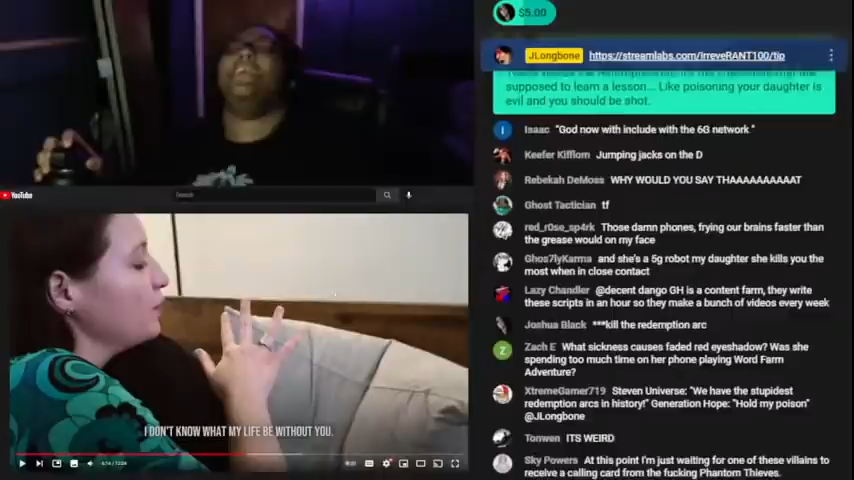 $5.00
JLongbone https://streamlabs.com/IrreveRANT100/tip
supposed to learn a lesson... Like poisoning your daughter is
evil and you should be shot.
Isaac "God now with include with the 6G network "
Keefer Kifflom Jumping jacks on the D
Rebekah DeMoss WHY WOULD YOU SAY THAAAAAAAAAT
Ghost Tactician tf
red_r0se_sp4rk Those damn phones, frying our brains faster than
the grease would on my face
Ghos7lyKarma and she's a 5g robot my daughter she kills you the
most when in close contact
Lazy Chandler @decent dango GH is a content farm, they write
these scripts in an hour so they make a bunch of videos every week
Joshua Black ***kill the redemption arc
Zach E What sickness causes faded red eyeshadow? Was she
spending too much time on her phone playing Word Farm
Adventure?
XtremeGamer719 Steven Universe: "We have the stupidest
redemption arcs in history!" Generation Hope: "Hold my poison"
@JLongbone
Tonwen ITS WEIRD
Sky Powers At this point I'm just waiting for one of these villains to
receive a calling card from the fucking Phantom Thieves.
YouTube
Search
I DON'T KNOW WHAT MY LIFE BE WITHOUT YOU.